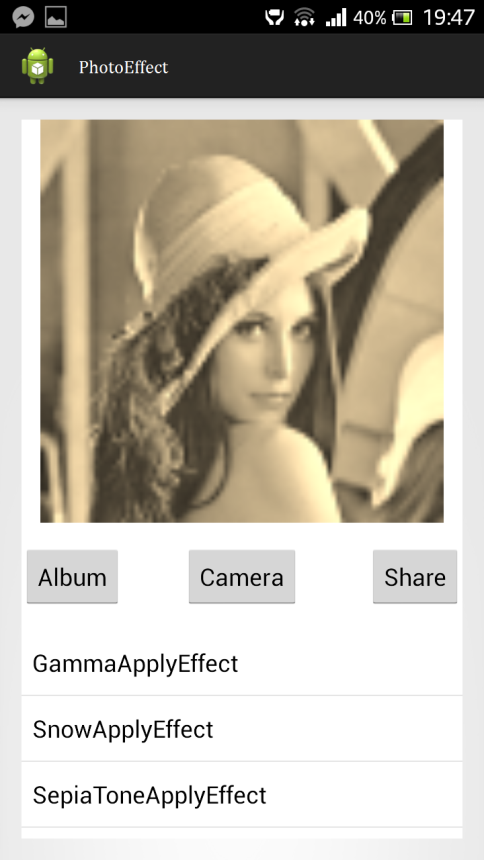 40% 19:47
PhotoEffect
Album Camera Share
GammaApplyEffect
SnowApplyEffect
SepiaToneApplyEffect